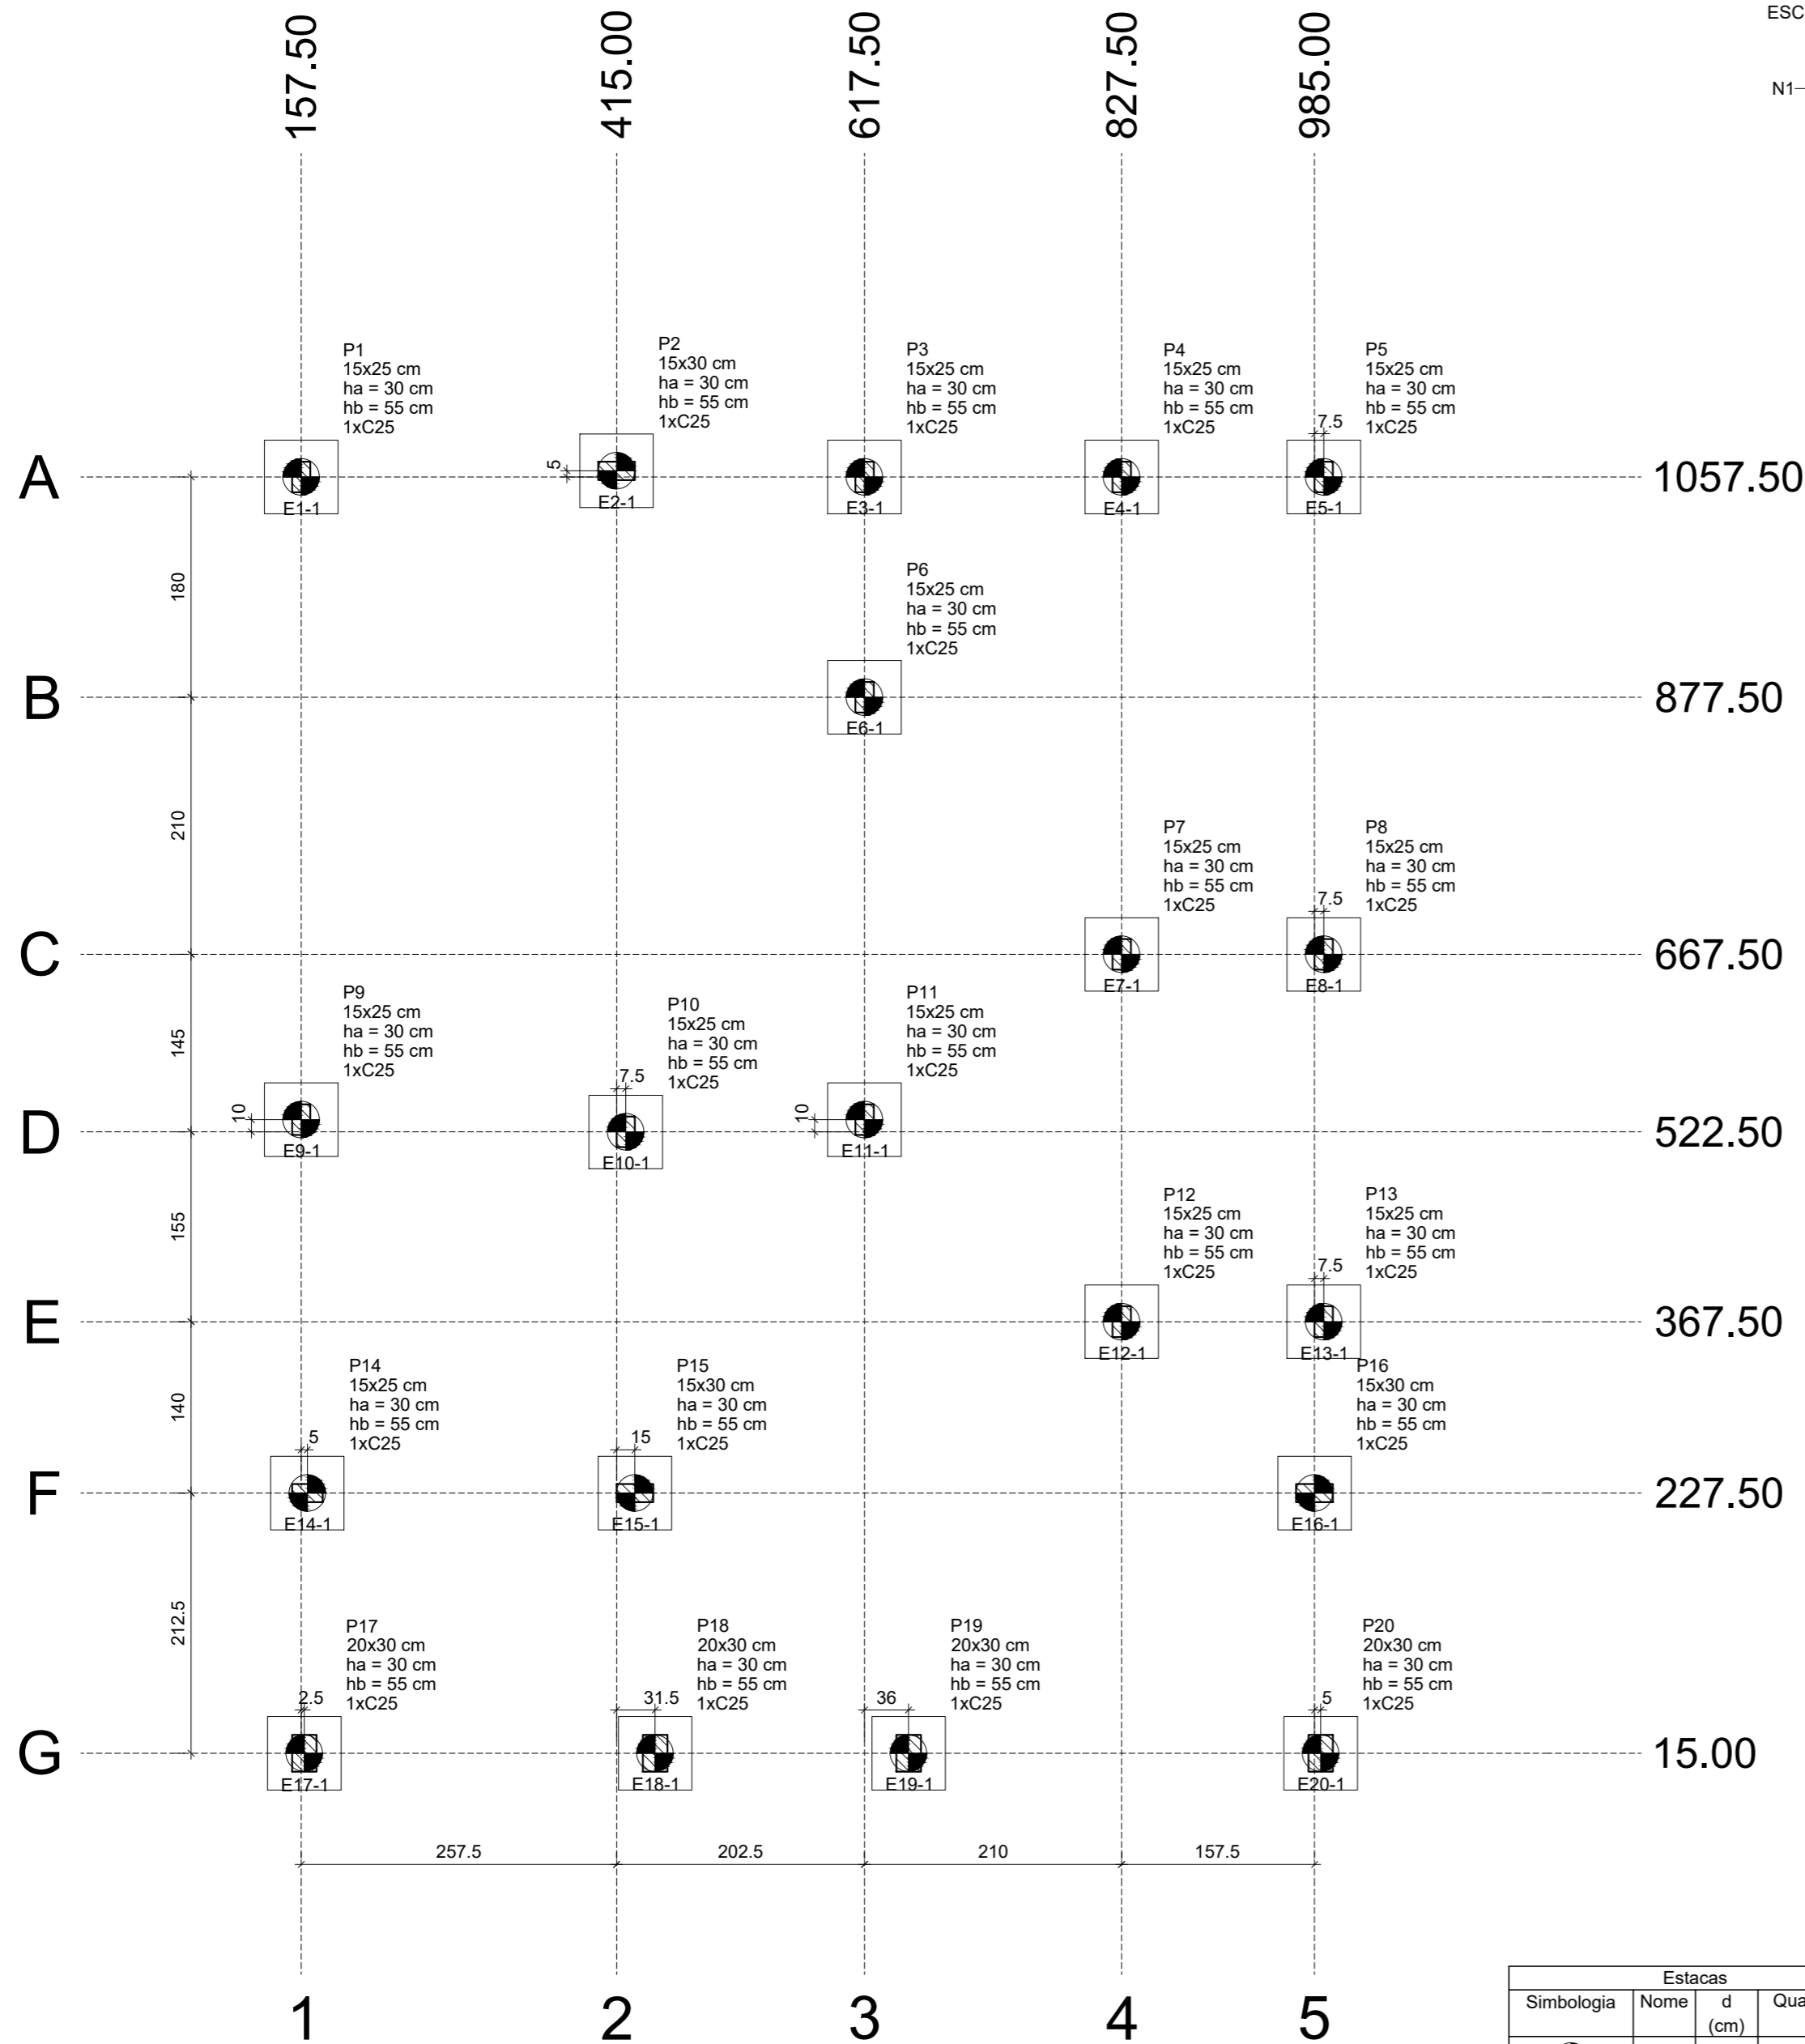 ESC
N1
157.50
415.00
617.50
827.50
985.00
P1
15x25 cm
ha = 30 cm
hb = 55 cm
1xC25
P2
15x30 cm
ha = 30 cm
hb = 55 cm
1xC25
P3
15x25 cm
ha = 30 cm
hb = 55 cm
1xC25
P4
15x25 cm
ha = 30 cm
hb = 55 cm
1xC25
P5
15x25 cm
ha = 30 cm
hb = 55 cm
1xC25
7.5
5
A
1057.50
E1-1
E2-1
E3-1
E4-1
E5-1
180
P6
15x25 cm
ha = 30 cm
hb = 55 cm
1xC25
B
877.50
E6-1
210
P7
15x25 cm
ha = 30 cm
hb = 55 cm
1xC25
P8
15x25 cm
ha = 30 cm
hb = 55 cm
1xC25
7.5
C
667.50
E7-1
E8-1
145
P9
15x25 cm
ha = 30 cm
hb = 55 cm
1xC25
P10
15x25 cm
ha = 30 cm
hb = 55 cm
1xC25
7.5
P11
15x25 cm
ha = 30 cm
hb = 55 cm
1xC25
10
10
D
522.50
E9-1
E10-1
E11-1
155
P12
15x25 cm
ha = 30 cm
hb = 55 cm
1xC25
P13
15x25 cm
ha = 30 cm
hb = 55 cm
1xC25
7.5
E
367.50
E12-1
E13-1
140
P14
15x25 cm
ha = 30 cm
hb = 55 cm
1xC25
5
P15
15x30 cm
ha = 30 cm
hb = 55 cm
1xC25
15
P16
15x30 cm
ha = 30 cm
hb = 55 cm
1xC25
F
227.50
E14-1
E15-1
E16-1
212.5
P17
20x30 cm
ha = 30 cm
hb = 55 cm
1xC25
2.5
P18
20x30 cm
ha = 30 cm
hb = 55 cm
1xC25
31.5
P19
20x30 cm
ha = 30 cm
hb = 55 cm
1xC25
36
P20
20x30 cm
ha = 30 cm
hb = 55 cm
1xC25
5
G
15.00
E17-1
E18-1
E19-1
E20-1
257.5
202.5
210
157.5
1
2
3
4
5
Estacas
Simbologia
Nome
d
(cm)
Qua